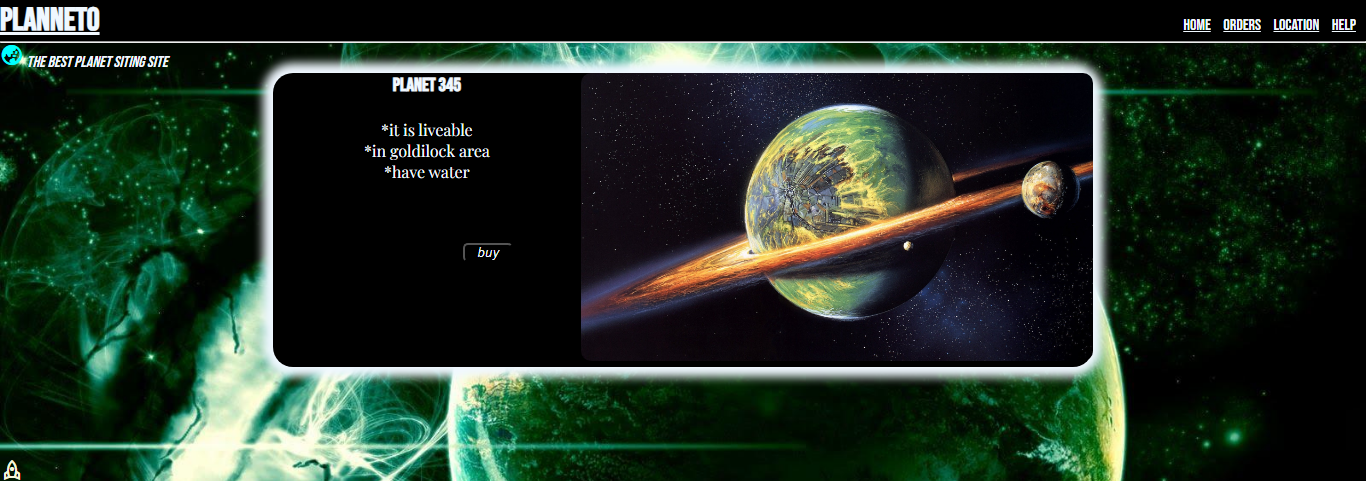 PLANNETO
HOME ORDERS LOCATION HELP
THE BEST PLANET SITING SITE
PLANET 345
*it is liveable
*in goldilock area
*have water
buy